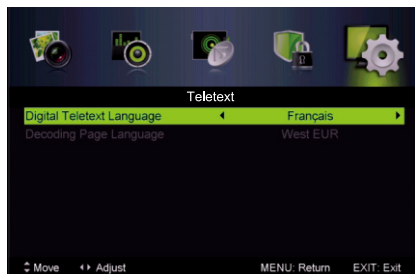 Teletext
Digital Teletext Language Français
Decoding Page Language West EUR
Move Adjust MENU: Return EXIT: Exit